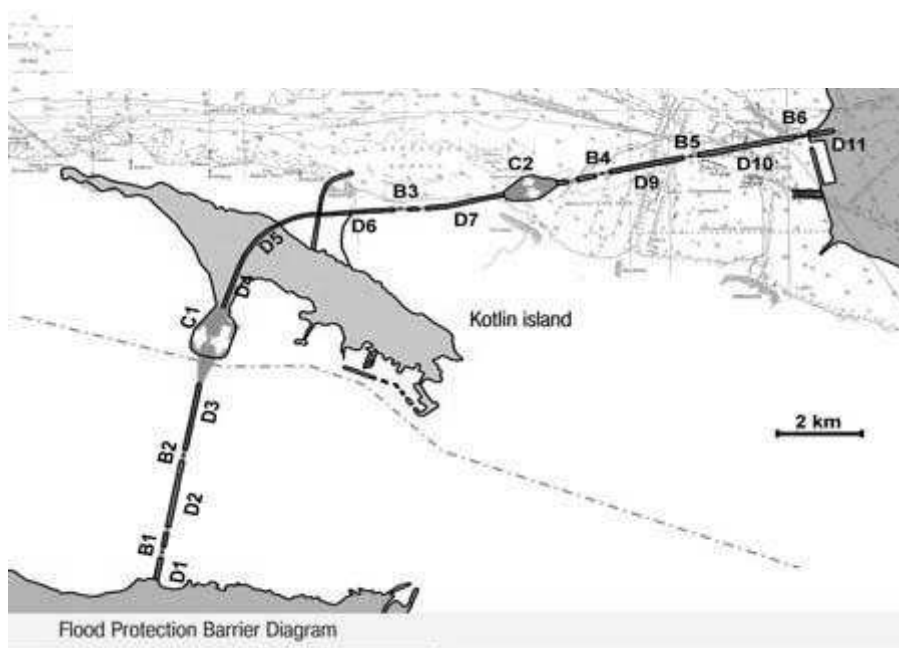 B6
B5
D11
B4
D10
C2
D9
B3
D7
D6
D5
D4
C1
Kotlin island
D3
2 km
B2
D2
B1
D1
Flood Protection Barrier Diagram